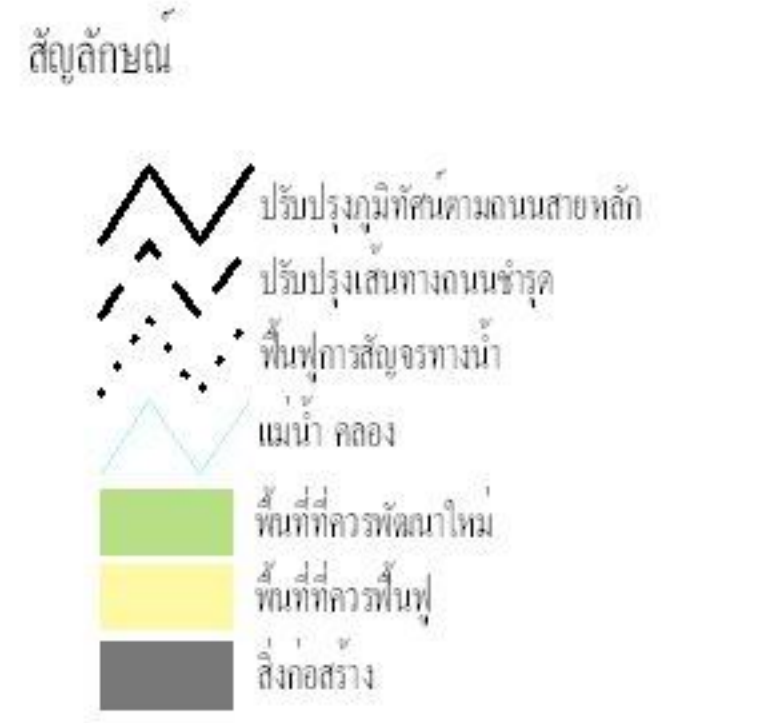 สัญลักษณ์
ปรับปรุงภูมิทัศน์ตามถนนสายหลัก
ปรับปรุงเส้นทางถนนชำรุด
ฟื้นฟูการสัญจรทางน้ำ
แม่น้ำ คลอง
พื้นที่ที่ควรพัฒนาใหม่
พื้นที่ที่ควรฟื้นฟู
สิ่งก่อสร้าง